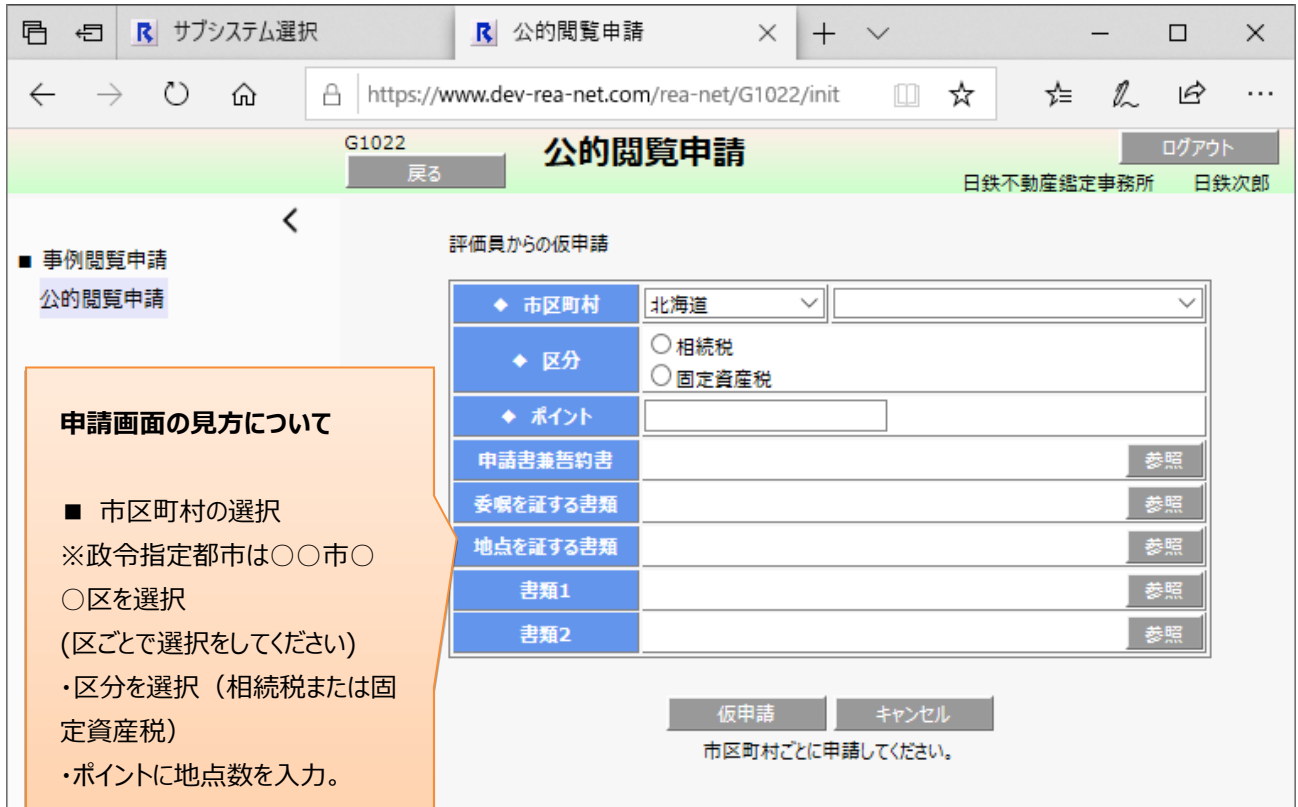 サブシステム選択
公的閲覧申請
https://www.dev-rea-net.com/rea-net/G1022/init
G1022
戻る
公的閲覧申請
ログアウト
日鉄不動産鑑定事務所 日鉄次郎
■ 事例閲覧申請
公的閲覧申請
評価員からの仮申請
◆ 市区町村 北海道
◆ 区分
○相続税
○固定資産税
◆ ポイント
申請書兼誓約書 参照
委嘱を証する書類 参照
地点を証する書類 参照
書類1 参照
書類2 参照
仮申請 キャンセル
市区町村ごとに申請してください。
申請画面の見方について
■ 市区町村の選択
※政令指定都市は○○市○
○区を選択
(区ごとで選択をしてください)
・区分を選択（相続税または固
定資産税）
・ポイントに地点数を入力。